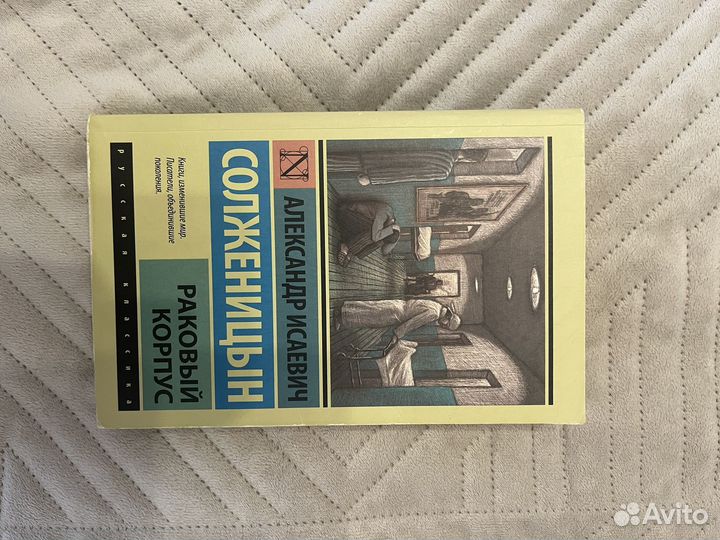 АЛЕКСАНДР ИСАЕВИЧ
СОЛЖЕНИЦЫН
Книги, изменившие мир.
Писатели, объединившие
поколения.
РАКОВЫЙ
КОРПУС
русская классика
Avito